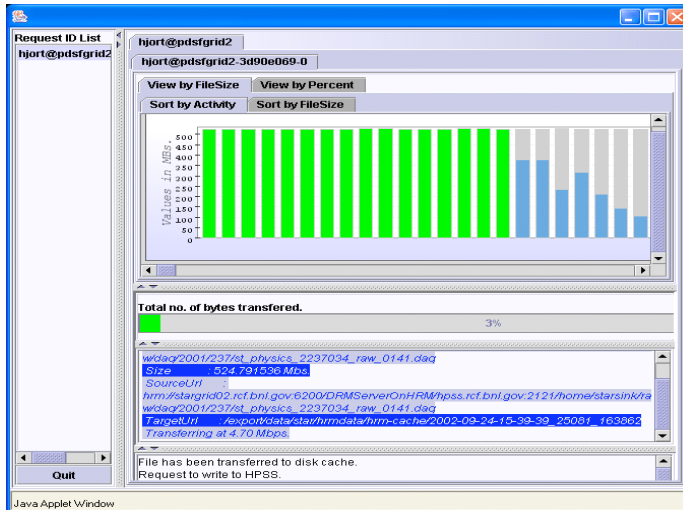 Request ID List
hjort@pdsfgrid2
hjort@pdsfgrid2
hjort@pdsfgrid2-3d90e069-0
View by FileSize View by Percent
Sort by Activity Sort by FileSize
Values in MBs.
500
450
400
350
300
250
200
150
100
50
0
Total no. of bytes transfered.
3%
w/daq/2001/237/st_physics_2237034_raw_0141.daq
Size : 524.791536 Mbs.
SourceUrl :
hrm://stargrid02.rcf.bnl.gov:6200/DRMServerOnHRM/hpss.rcf.bnl.gov:2121/home/starsink/ra
w/daq/2001/237/st_physics_2237034_raw_0141.daq
TargetUrl :/export/data/star/hrmdata/hrm-cache/2002-09-24-15-39-39_25081_163862
Transferring at 4.70 Mbps.
File has been transferred to disk cache.
Request to write to HPSS.
Quit
Java Applet Window